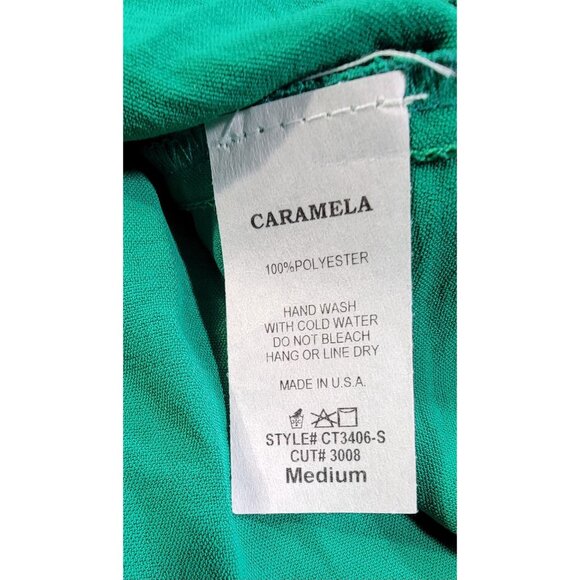 CARAMELA
100%POLYESTER
HAND WASH
WITH COLD WATER
DO NOT BLEACH
HANG OR LINE DRY
MADE IN U.S.A.
STYLE# CT3406-S
CUT# 3008
Medium